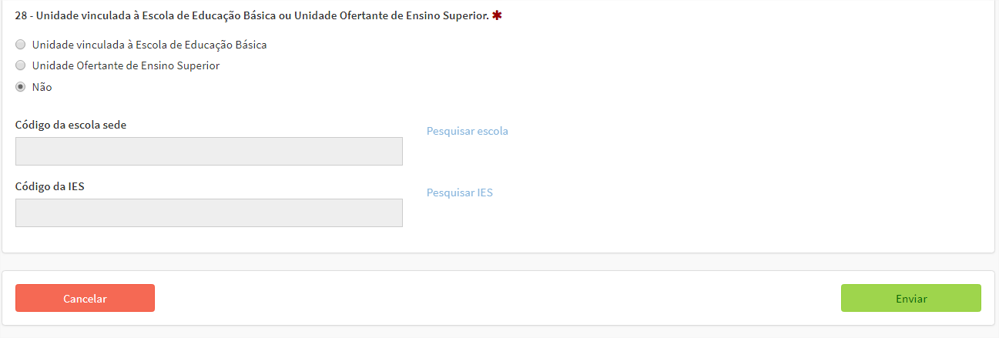 28 - Unidade vinculada à Escola de Educação Básica ou Unidade Ofertante de Ensino Superior. ✱
Unidade vinculada à Escola de Educação Básica
Unidade Ofertante de Ensino Superior
Não
Código da escola sede
Pesquisar escola
Código da IES
Pesquisar IES
Cancelar
Enviar